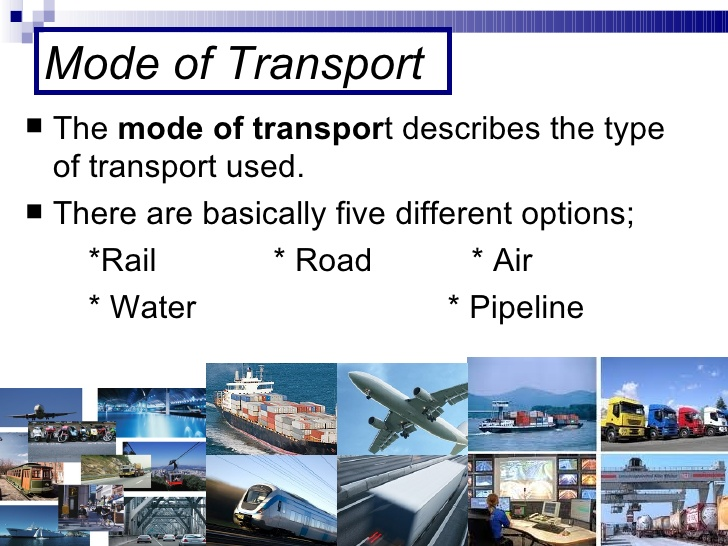 Mode of Transport
The mode of transport describes the type
of transport used.
There are basically five different options;
*Rail * Road * Air
* Water * Pipeline